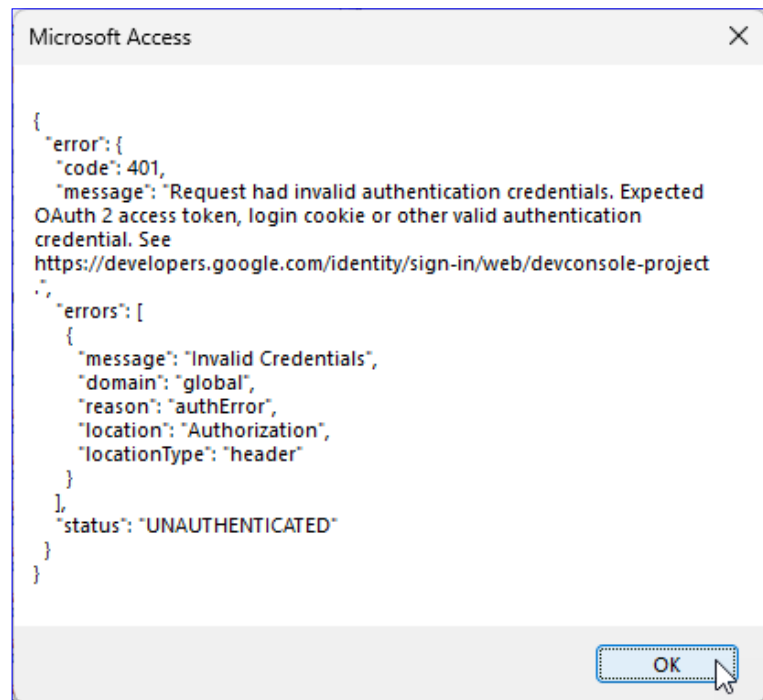 Microsoft Access
{
"error": {
"code": 401,
"message": "Request had invalid authentication credentials. Expected
OAuth 2 access token, login cookie or other valid authentication
credential. See
https://developers.google.com/identity/sign-in/web/devconsole-project
.",
"errors": [
{
"message": "Invalid Credentials",
"domain": "global",
"reason": "authError",
"location": "Authorization",
"locationType": "header"
}
],
"status": "UNAUTHENTICATED"
}
}
OK